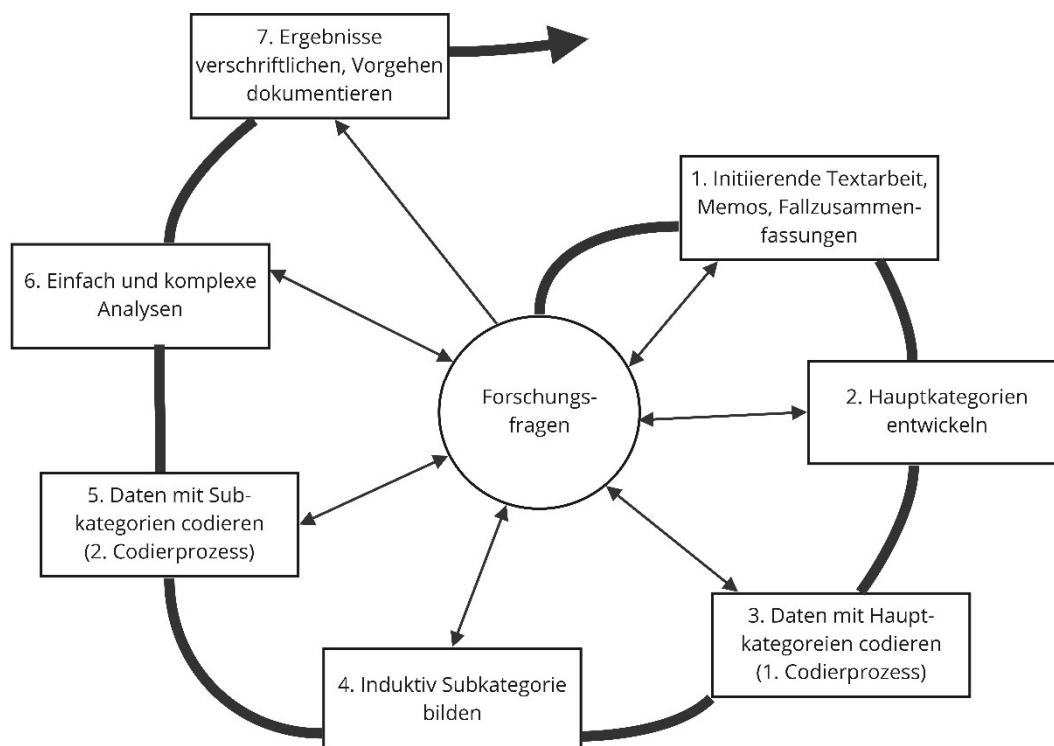 7. Ergebnisse
verschriftlichen, Vorgehen
dokumentieren
1. Initiierende Textarbeit,
Memos, Fallzusammen-
fassungen
6. Einfach und komplexe
Analysen
Forschungs-
fragen
2. Hauptkategorien
entwickeln
5. Daten mit Sub-
kategorien codieren
(2. Codierprozess)
3. Daten mit Haupt-
kategoreien codieren
(1. Codierprozess)
4. Induktiv Subkategorie
bilden